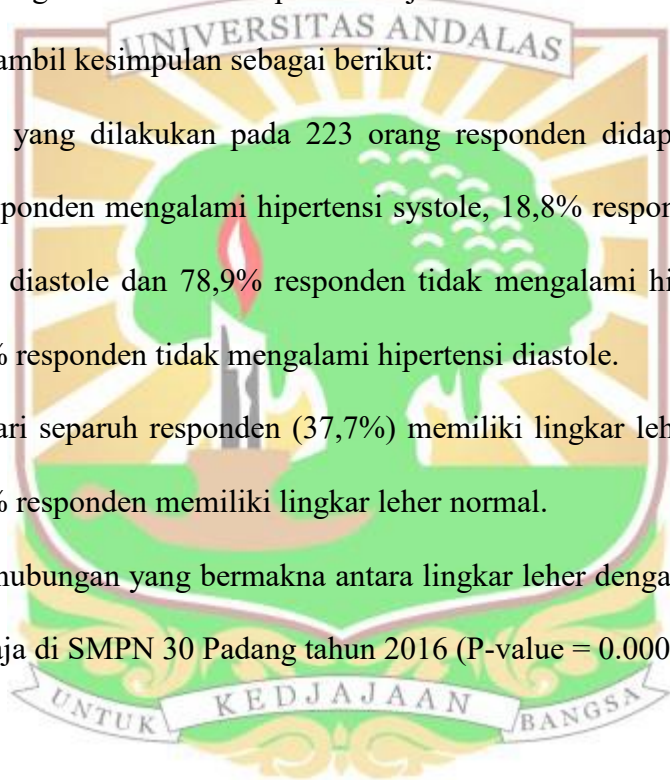 UNIVERSITAS ANDALAS
ambil kesimpulan sebagai berikut:
yang dilakukan pada 223 orang responden didap
ponden mengalami hipertensi systole, 18,8% respon
diastole dan 78,9% responden tidak mengalami hi
% responden tidak mengalami hipertensi diastole.
ari separuh responden (37,7%) memiliki lingkar leh
% responden memiliki lingkar leher normal.
hubungan yang bermakna antara lingkar leher denga
aja di SMPN 30 Padang tahun 2016 (P-value = 0.000
UNTUK KEDJAJAAN BANGSA